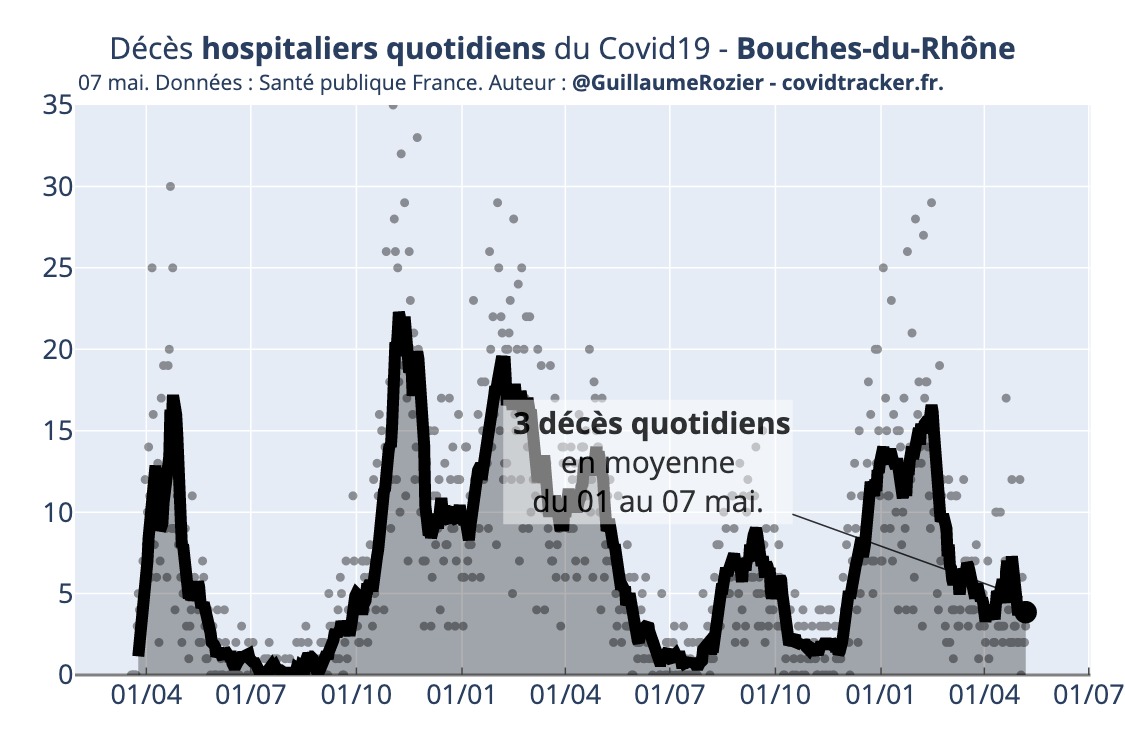 Décès hospitaliers quotidiens du Covid19 - Bouches-du-Rhône
07 mai. Données : Santé publique France. Auteur : @GuillaumeRozier - covidtracker.fr.
35
30
25
20
15
10
5
0
3 décès quotidiens
en moyenne
du 01 au 07 mai.
01/04 01/07 01/10 01/01 01/04 01/07 01/10 01/01 01/04 01/07